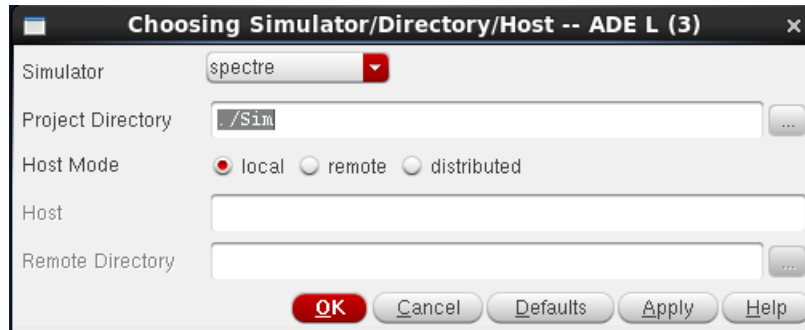 Choosing Simulator/Directory/Host -- ADE L (3)
Simulator spectre
Project Directory ./Sim ...
Host Mode local remote distributed
Host
Remote Directory ...
OK Cancel Defaults Apply Help